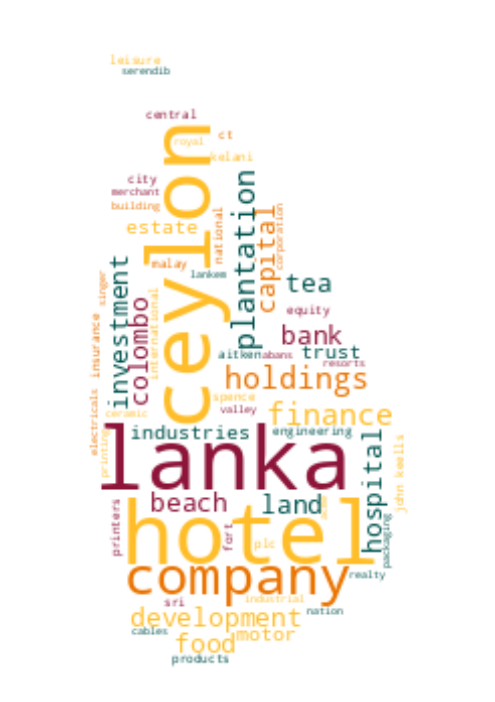 leisure
serendib
central
ct
royal
ceylon
kelani
city
merchant
plantation
building
estate
national
capital
corporation
malay
lankem
tea
singer
investment
colombo
international
equity
insurance
bank
aitken
abans
trust
resorts
holdings
spence
ceramic
valley
finance
electricals
printing
industries
engineering
lanka
hospital
john keells
beach
land
printers
hotel
fort
plc
packaging
company
realty
sri
industrial
nation
development
cables
food
motor
products